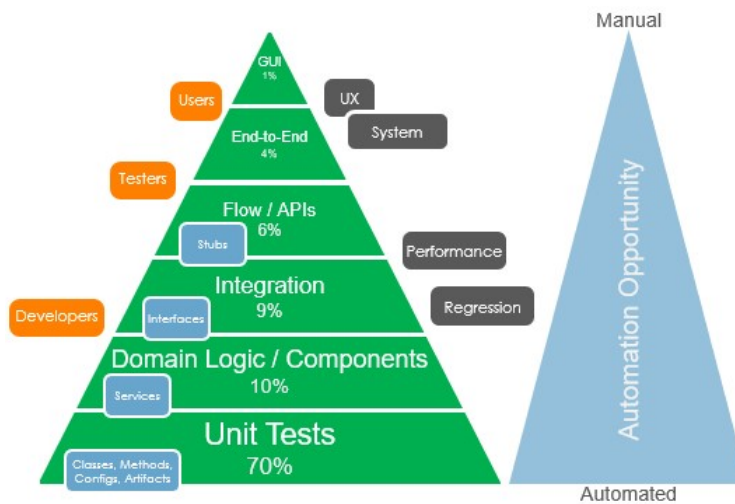 Manual
GUI
1%
Users
UX
System
End-to-End
4%
Testers
Flow / APIs
6%
Stubs
Performance
Integration
9%
Regression
Developers
Interfaces
Domain Logic / Components
10%
Services
Unit Tests
70%
Classes, Methods,
Configs, Artifacts
Automation Opportunity
Automated